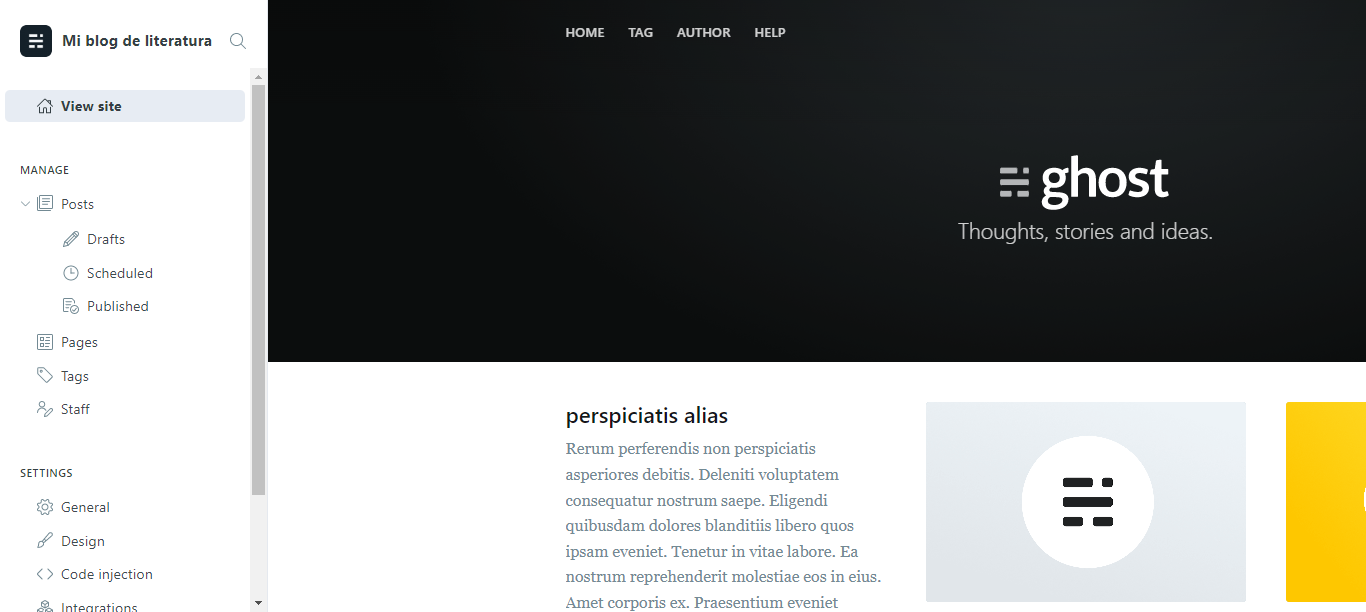 Mi blog de literatura
View site
MANAGE
Posts
Drafts
Scheduled
Published
Pages
Tags
Staff
SETTINGS
General
Design
Code injection
Integrations
HOME TAG AUTHOR HELP
ghost
Thoughts, stories and ideas.
perspiciatis alias
Rerum perferendis non perspiciatis
asperiores debitis. Deleniti voluptatem
consequatur nostrum saepe. Eligendi
quibusdam dolores blanditiis libero quos
ipsam eveniet. Tenetur in vitae labore. Ea
nostrum reprehenderit molestiae eos in eius.
Amet corporis ex. Praesentium eveniet